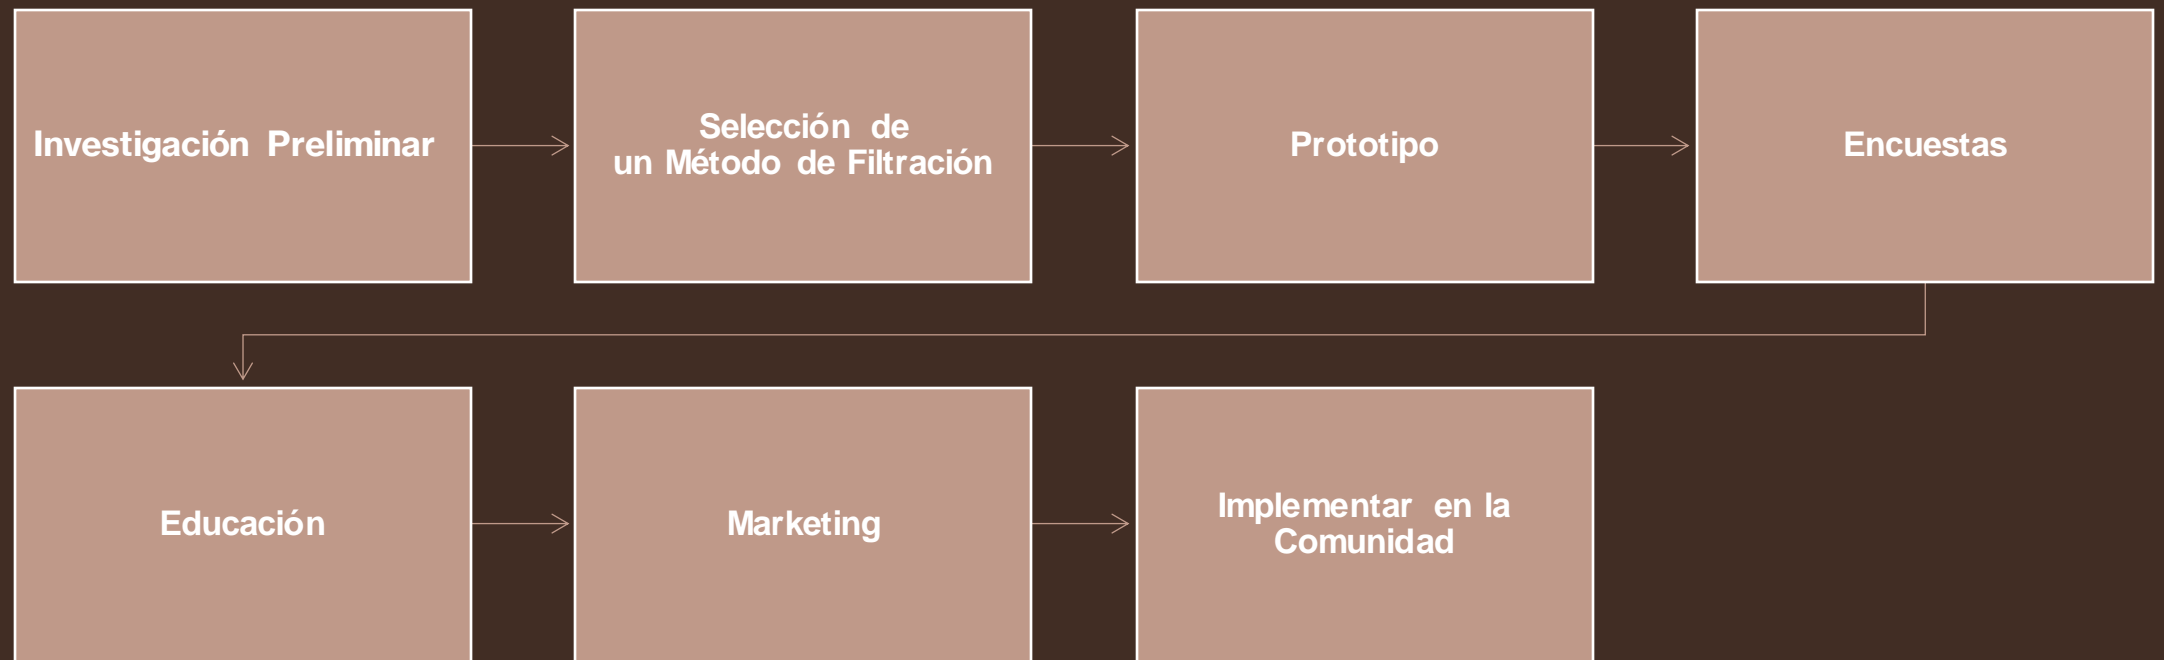 Investigación Preliminar
Selección de
un Método de Filtración
Prototipo
Encuestas
Educación
Marketing
Implementar en la
Comunidad